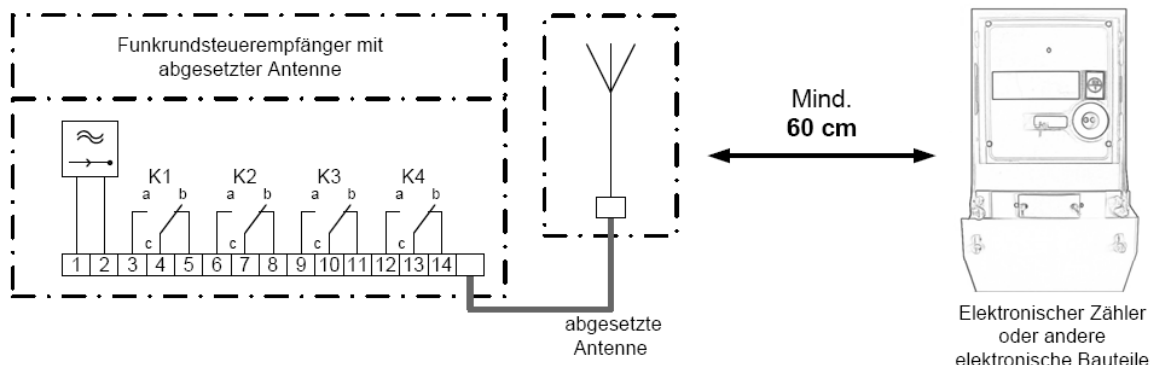 Funkrundsteuerempfänger mit
abgesetzter Antenne
K1 K2 K3 K4
a b a b a b a b
c c c c
1 2 3 4 5 6 7 8 9 10 11 12 13 14
abgesetzte
Antenne
Mind.
60 cm
Elektronischer Zähler
oder andere
elektronische Bauteile